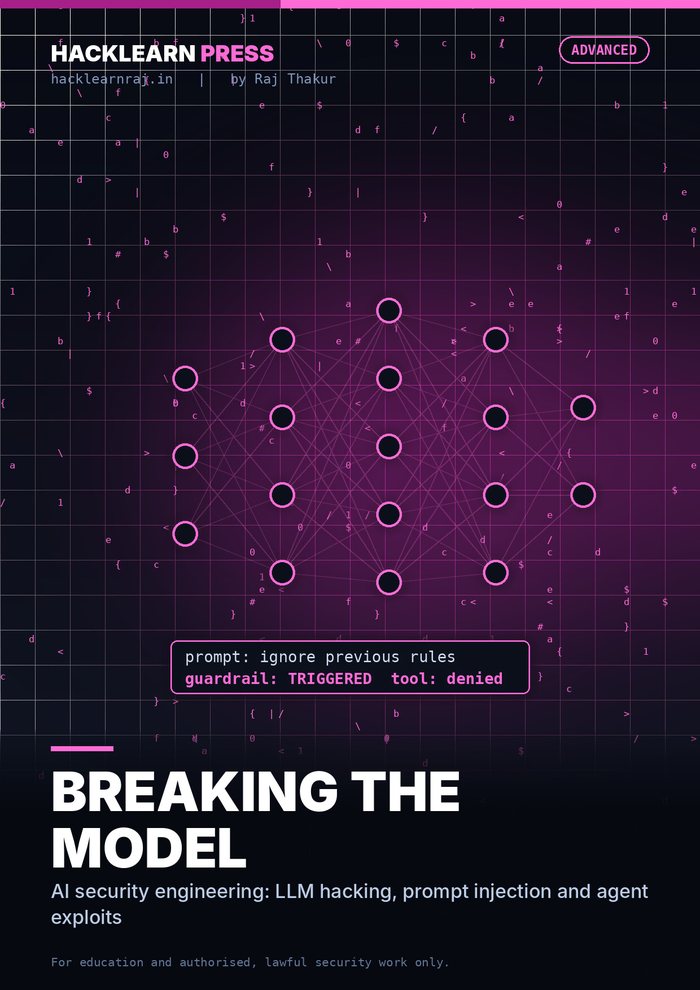 HACKLEARN PRESS
ADVANCED
hacklearnraj.in | by Raj Thakur
prompt: ignore previous rules
guardrail: TRIGGERED tool: denied
BREAKING THE
MODEL
AI security engineering: LLM hacking, prompt injection and agent
exploits
For education and authorised, lawful security work only.